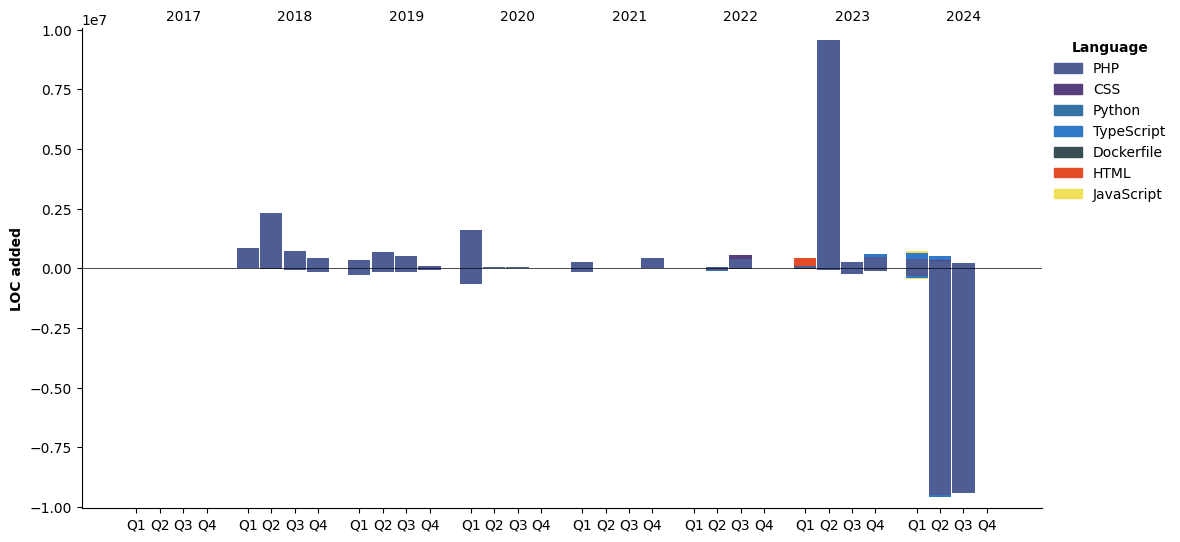 1e7
2017 2018 2019 2020 2021 2022 2023 2024
1.00
0.75
0.50
0.25
0.00
−0.25
−0.50
−0.75
−1.00
LOC added
Q1 Q2 Q3 Q4 Q1 Q2 Q3 Q4 Q1 Q2 Q3 Q4 Q1 Q2 Q3 Q4 Q1 Q2 Q3 Q4 Q1 Q2 Q3 Q4 Q1 Q2 Q3 Q4 Q1 Q2 Q3 Q4
Language
PHP
CSS
Python
TypeScript
Dockerfile
HTML
JavaScript